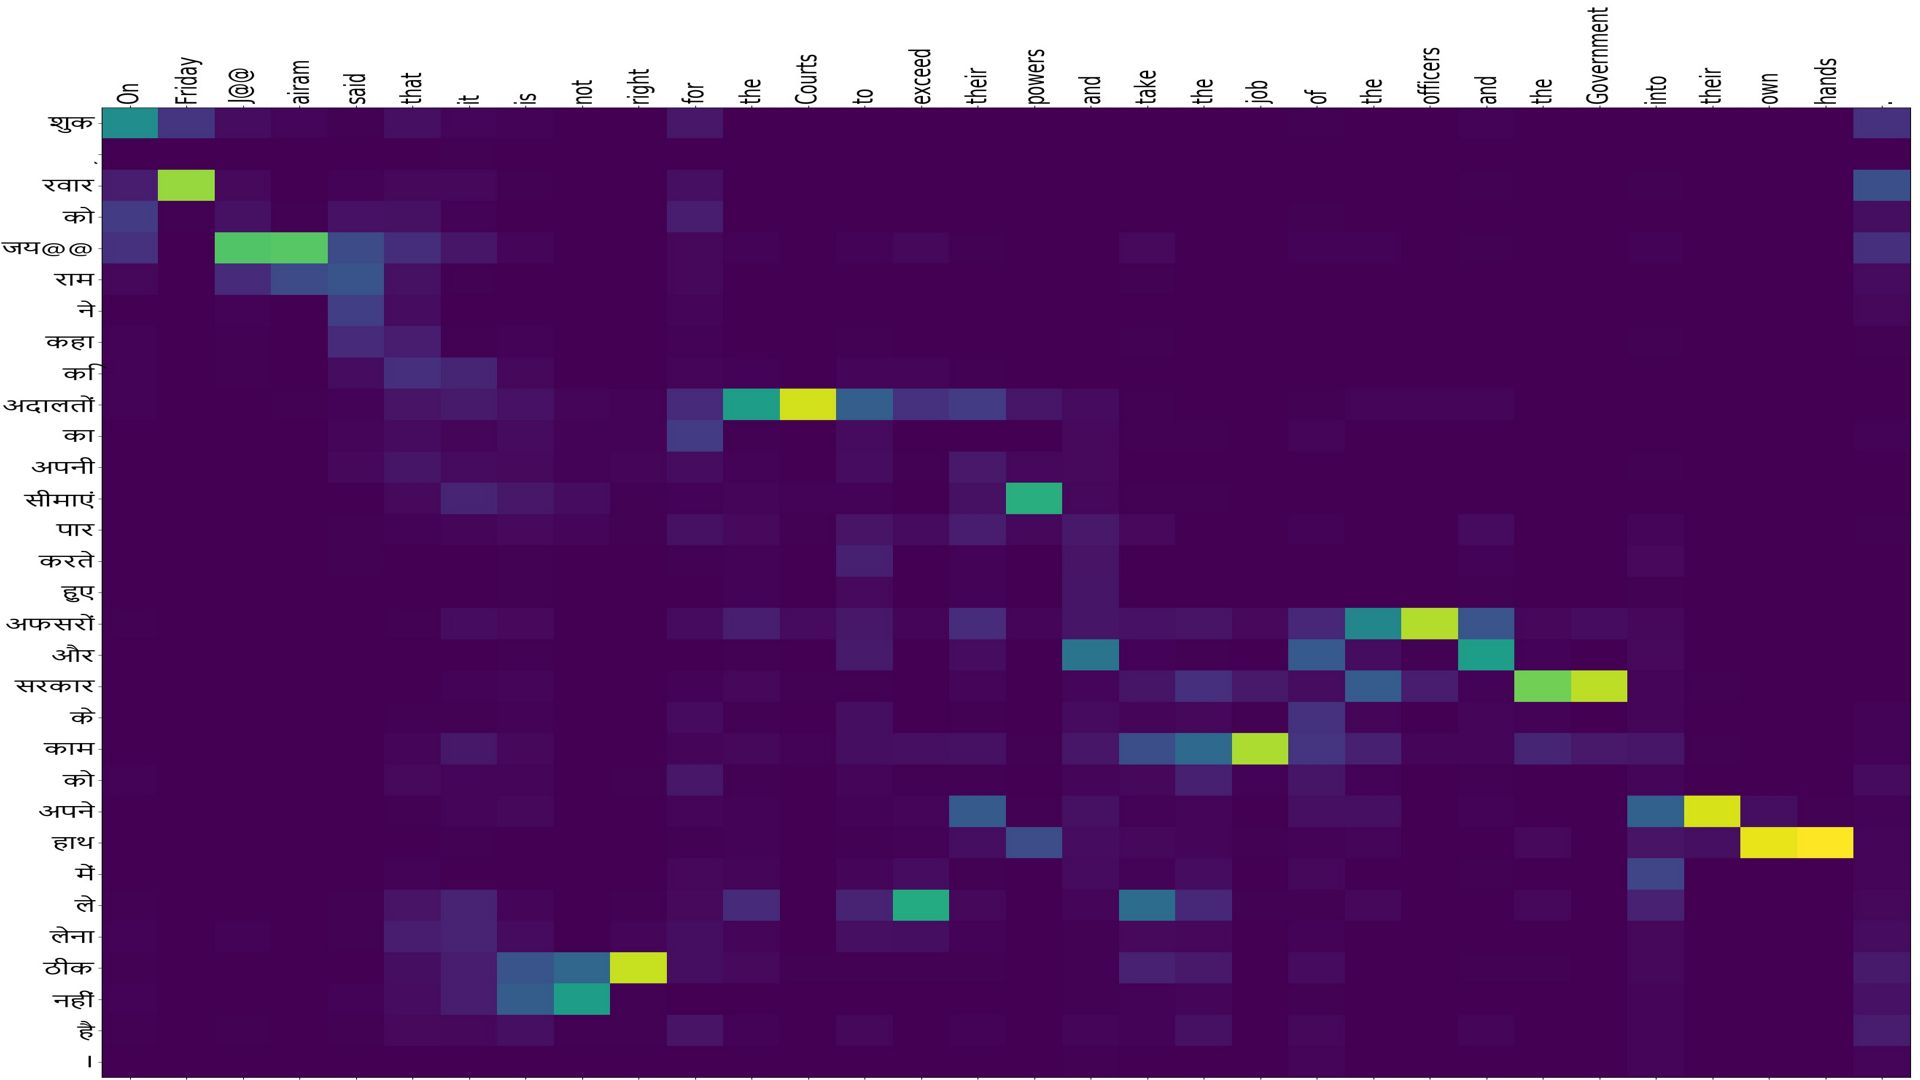 On Friday J@@ airam said that it is not right for the Courts to exceed their powers and take the job of the officers and the Government into their own hands .
शुक
रवार
को
जय@@
राम
ने
कहा
कि
अदालतों
का
अपनी
सीमाएं
पार
करते
हुए
अफसरों
और
सरकार
के
काम
को
अपने
हाथ
में
ले
लेना
ठीक
नहीं
है
।